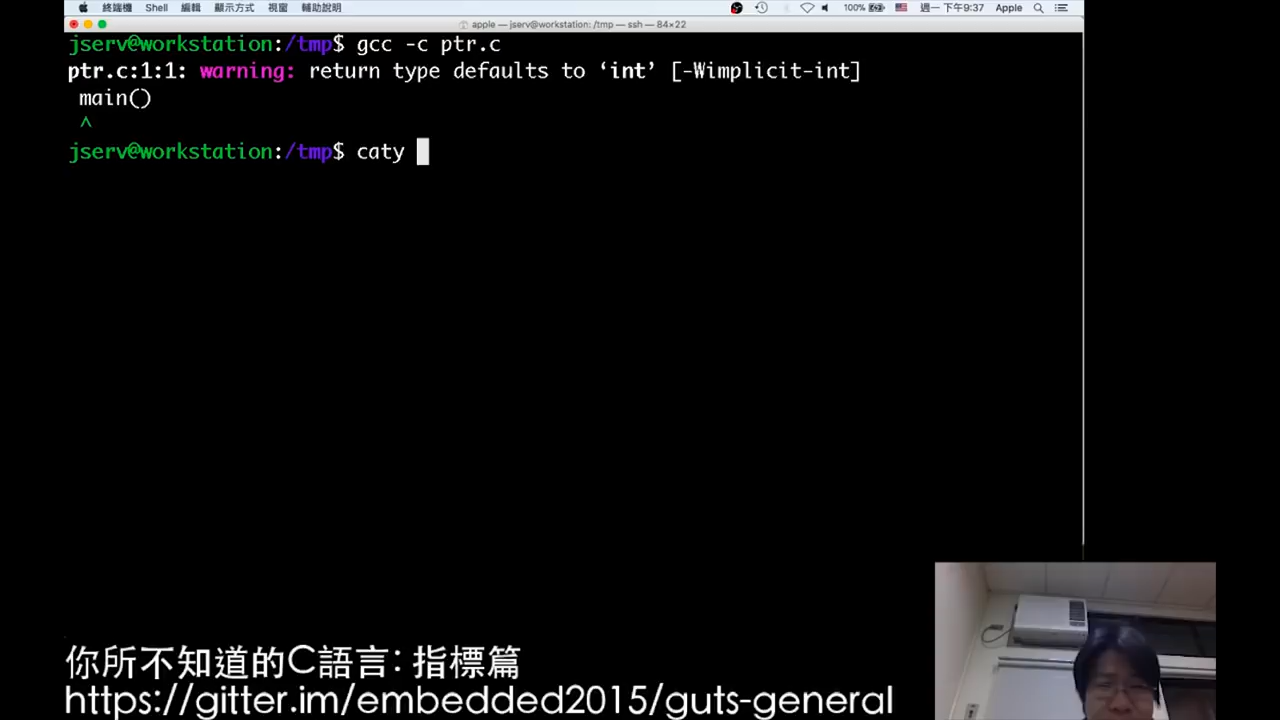 終端機 Shell 編輯 顯示方式 視窗 輔助說明 100% 週一 下午9:37 Apple
apple — jserv@workstation: /tmp — ssh — 84×22
jserv@workstation:/tmp$ gcc -c ptr.c
ptr.c:1:1: warning: return type defaults to ‘int’ [-Wimplicit-int]
main()
^
jserv@workstation:/tmp$ caty
你所不知道的C語言: 指標篇
https://gitter.im/embedded2015/guts-general